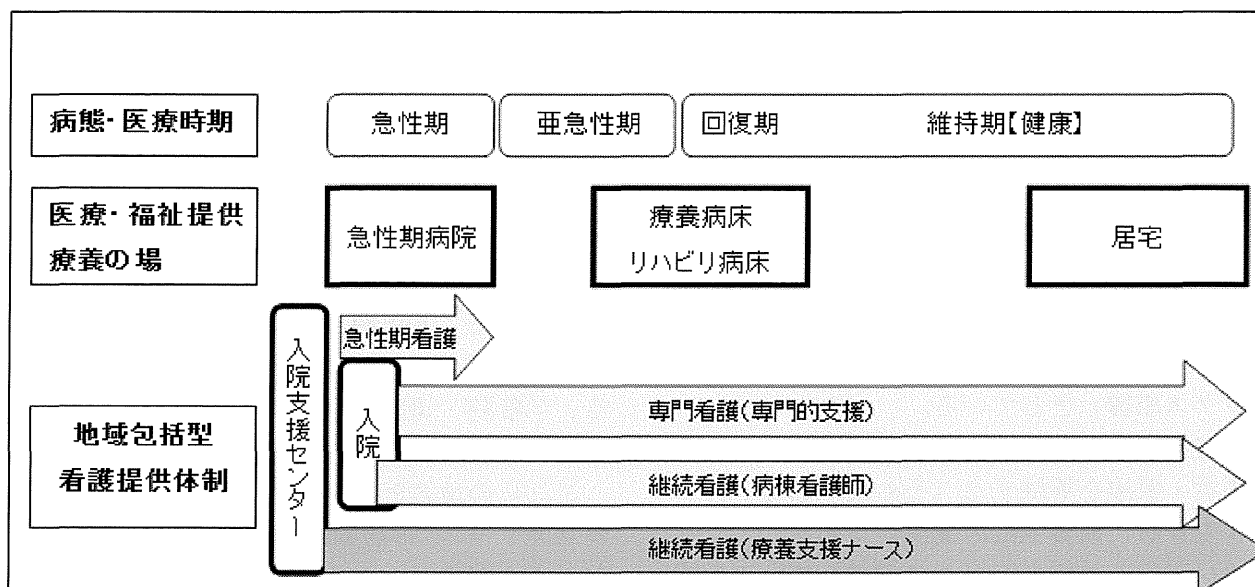 病態・医療時期
急性期
亜急性期
回復期
維持期【健康】
医療・福祉提供
療養の場
急性期病院
療養病床
リハビリ病床
居宅
地域包括型
看護提供体制
入院支援センター
急性期看護
入院
専門看護(専門的支援)
継続看護(病棟看護師)
継続看護(療養支援ナース)